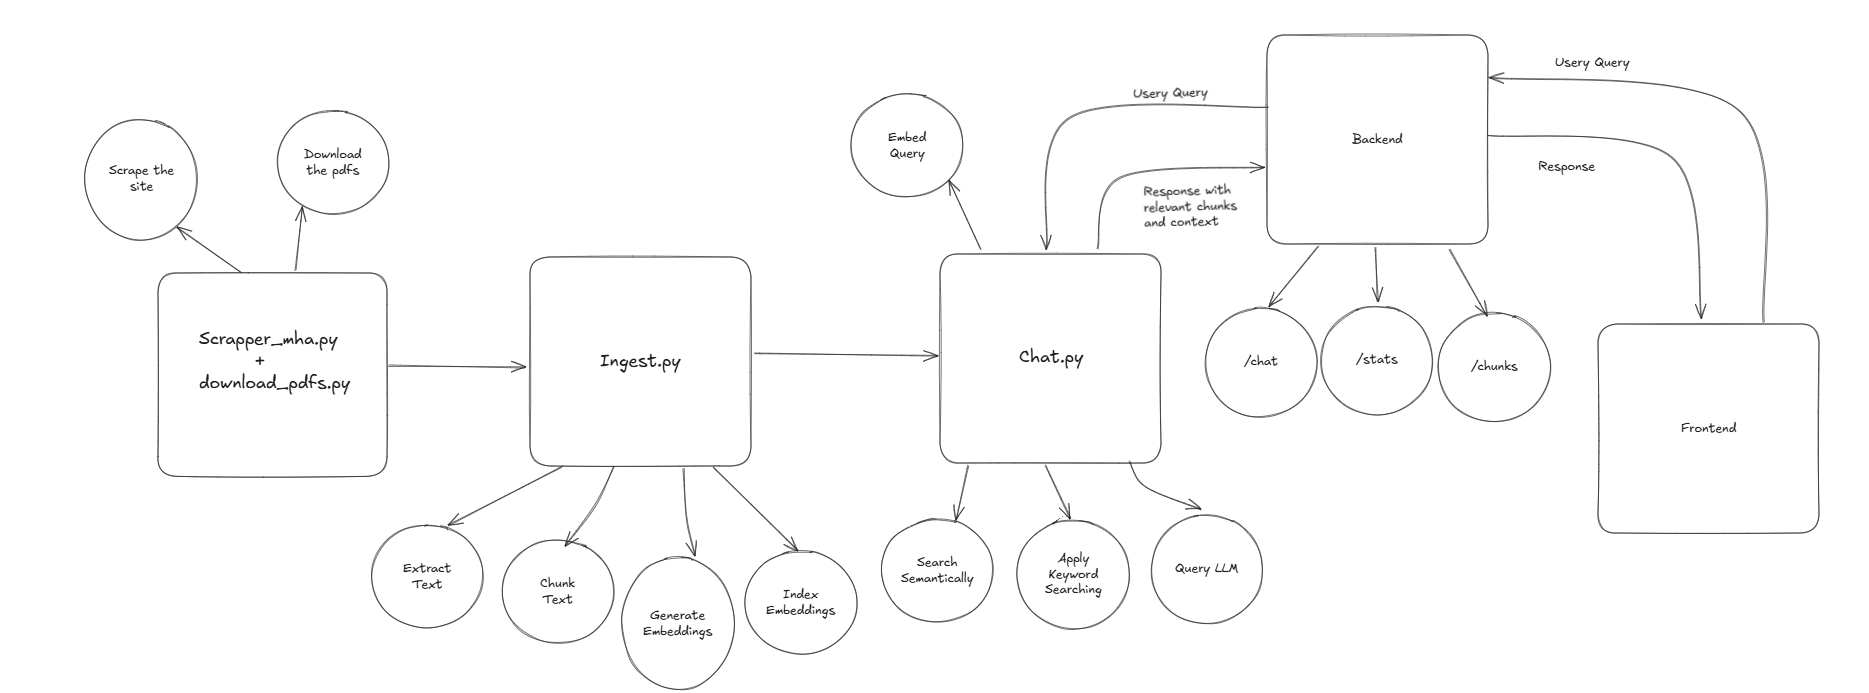 Scrape the
site
Download
the pdfs
Scrapper_mha.py
+
download_pdfs.py
Ingest.py
Extract
Text
Chunk
Text
Generate
Embeddings
Index
Embeddings
Embed
Query
Chat.py
Search
Semantically
Apply
Keyword
Searching
Query LLM
Usery Query
Response with
relevant chunks
and context
Backend
/chat
/stats
/chunks
Usery Query
Response
Frontend